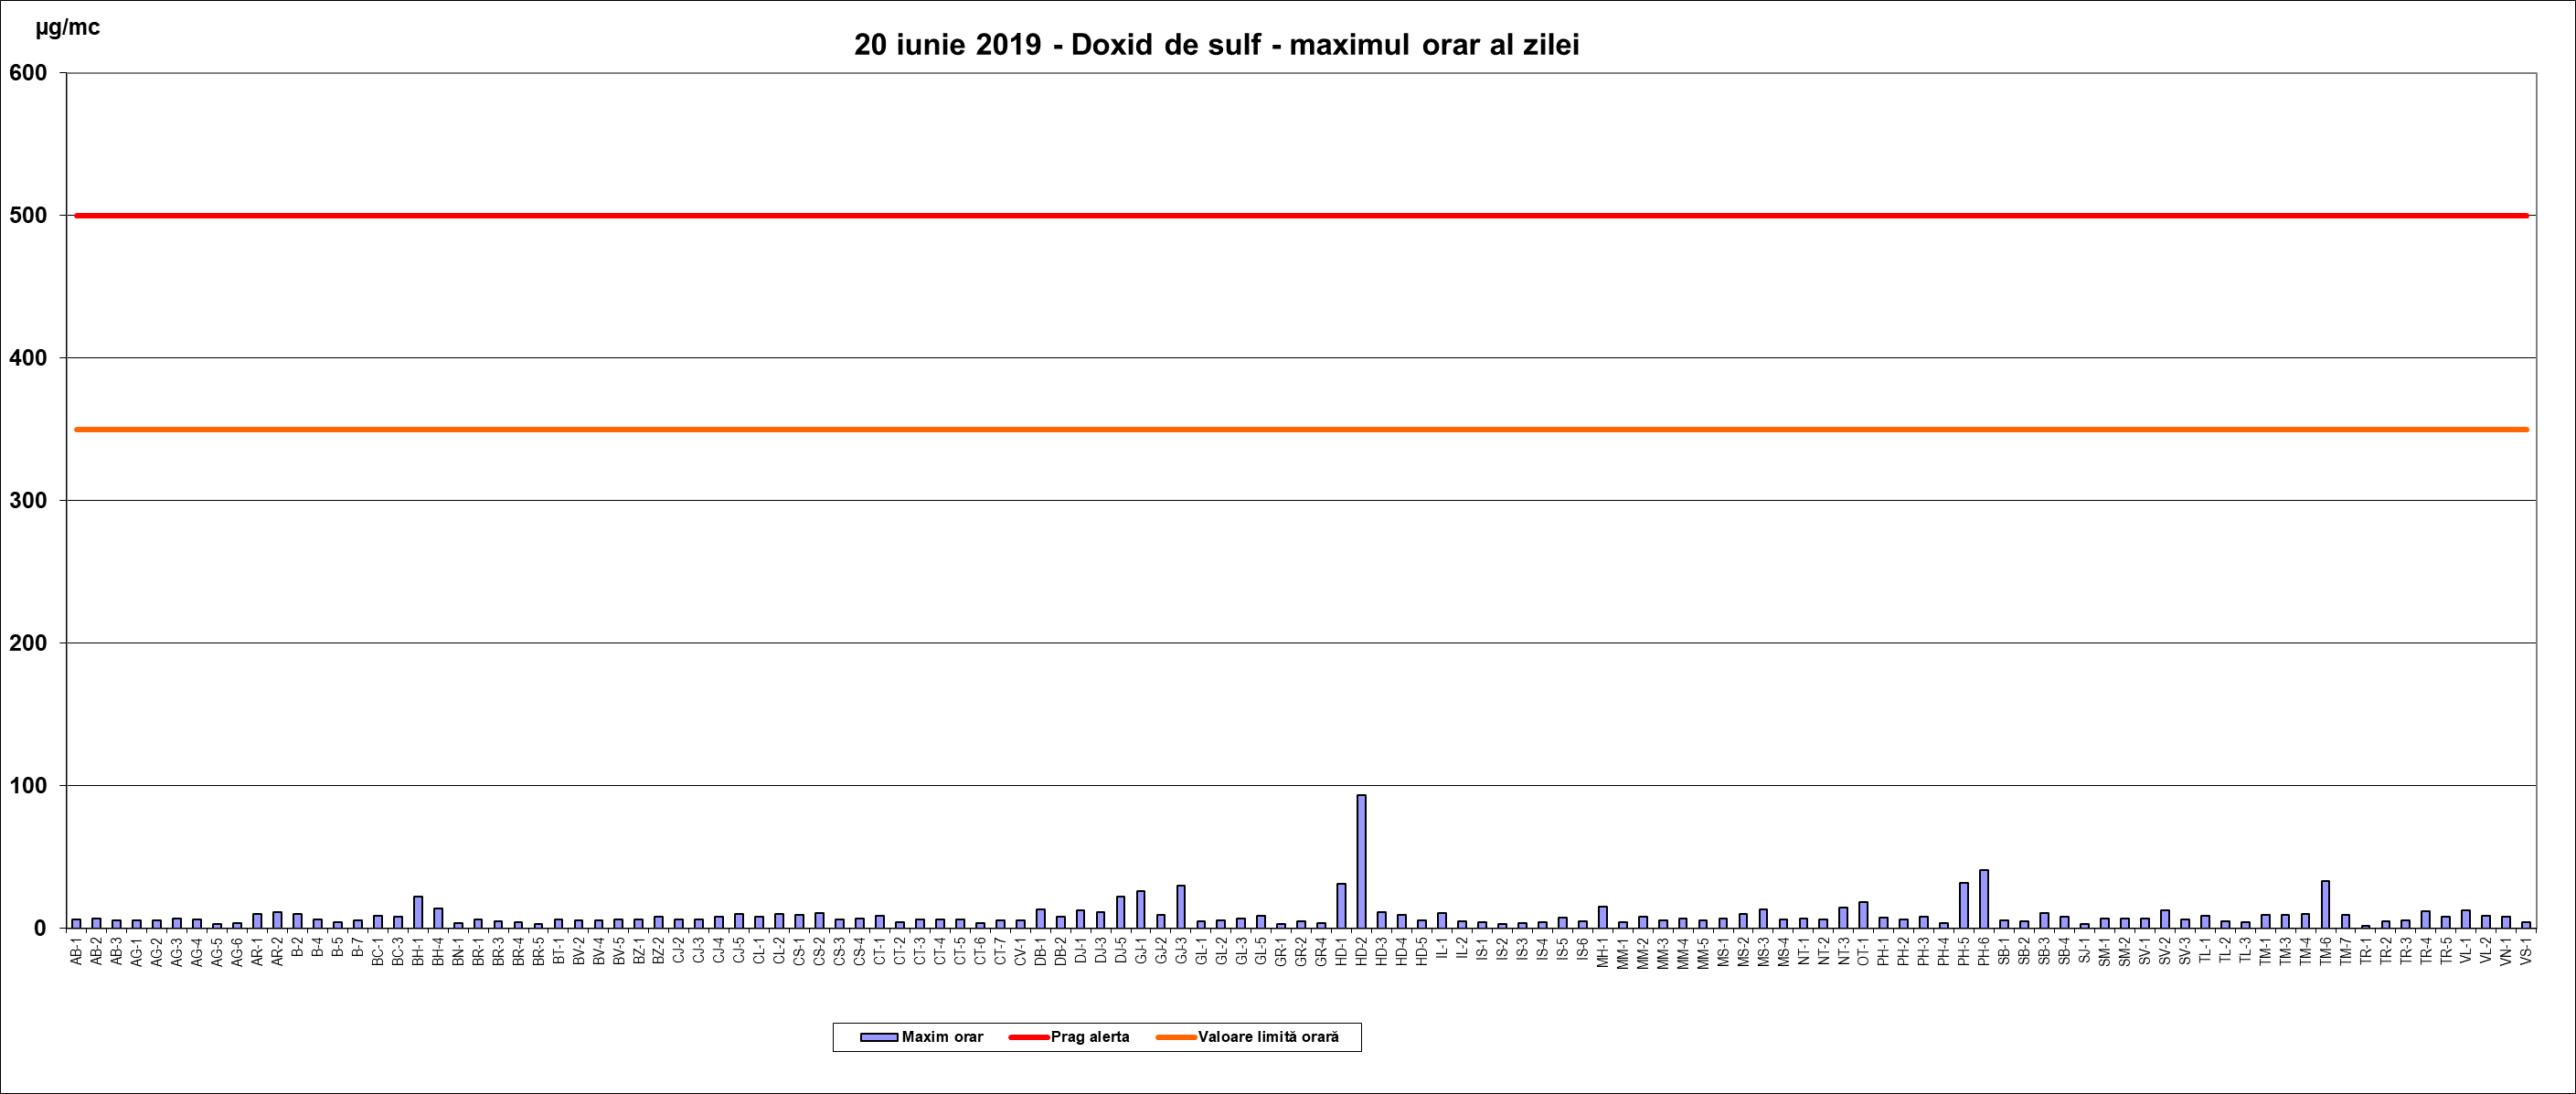 µg/mc
20 iunie 2019 - Doxid de sulf - maximul orar al zilei
600
500
400
300
200
100
0
AB-1 AB-2 AB-3 AG-1 AG-2 AG-3 AG-4 AG-5 AG-6 AR-1 AR-2 B-2 B-4 B-5 B-7 BC-1 BC-3 BH-1 BH-4 BN-1 BR-1 BR-3 BR-4 BR-5 BT-1 BV-2 BV-4 BV-5 BZ-1 BZ-2 CJ-2 CJ-3 CJ-4 CJ-5 CL-1 CL-2 CS-1 CS-2 CS-3 CS-4 CT-1 CT-2 CT-3 CT-4 CT-5 CT-6 CT-7 CV-1 DB-1 DB-2 DJ-1 DJ-3 DJ-5 GJ-1 GJ-2 GJ-3 GL-1 GL-2 GL-3 GL-5 GR-1 GR-2 GR-4 HD-1 HD-2 HD-3 HD-4 HD-5 IL-1 IL-2 IS-1 IS-2 IS-3 IS-4 IS-5 IS-6 MH-1 MM-1 MM-2 MM-3 MM-4 MM-5 MS-1 MS-2 MS-3 MS-4 NT-1 NT-2 NT-3 OT-1 PH-1 PH-2 PH-3 PH-4 PH-5 PH-6 SB-1 SB-2 SB-3 SB-4 SJ-1 SM-1 SM-2 SV-1 SV-2 SV-3 TL-1 TL-2 TL-3 TM-1 TM-3 TM-4 TM-6 TM-7 TR-1 TR-2 TR-3 TR-4 TR-5 VL-1 VL-2 VN-1 VS-1
Maxim orar Prag alerta Valoare limită orară